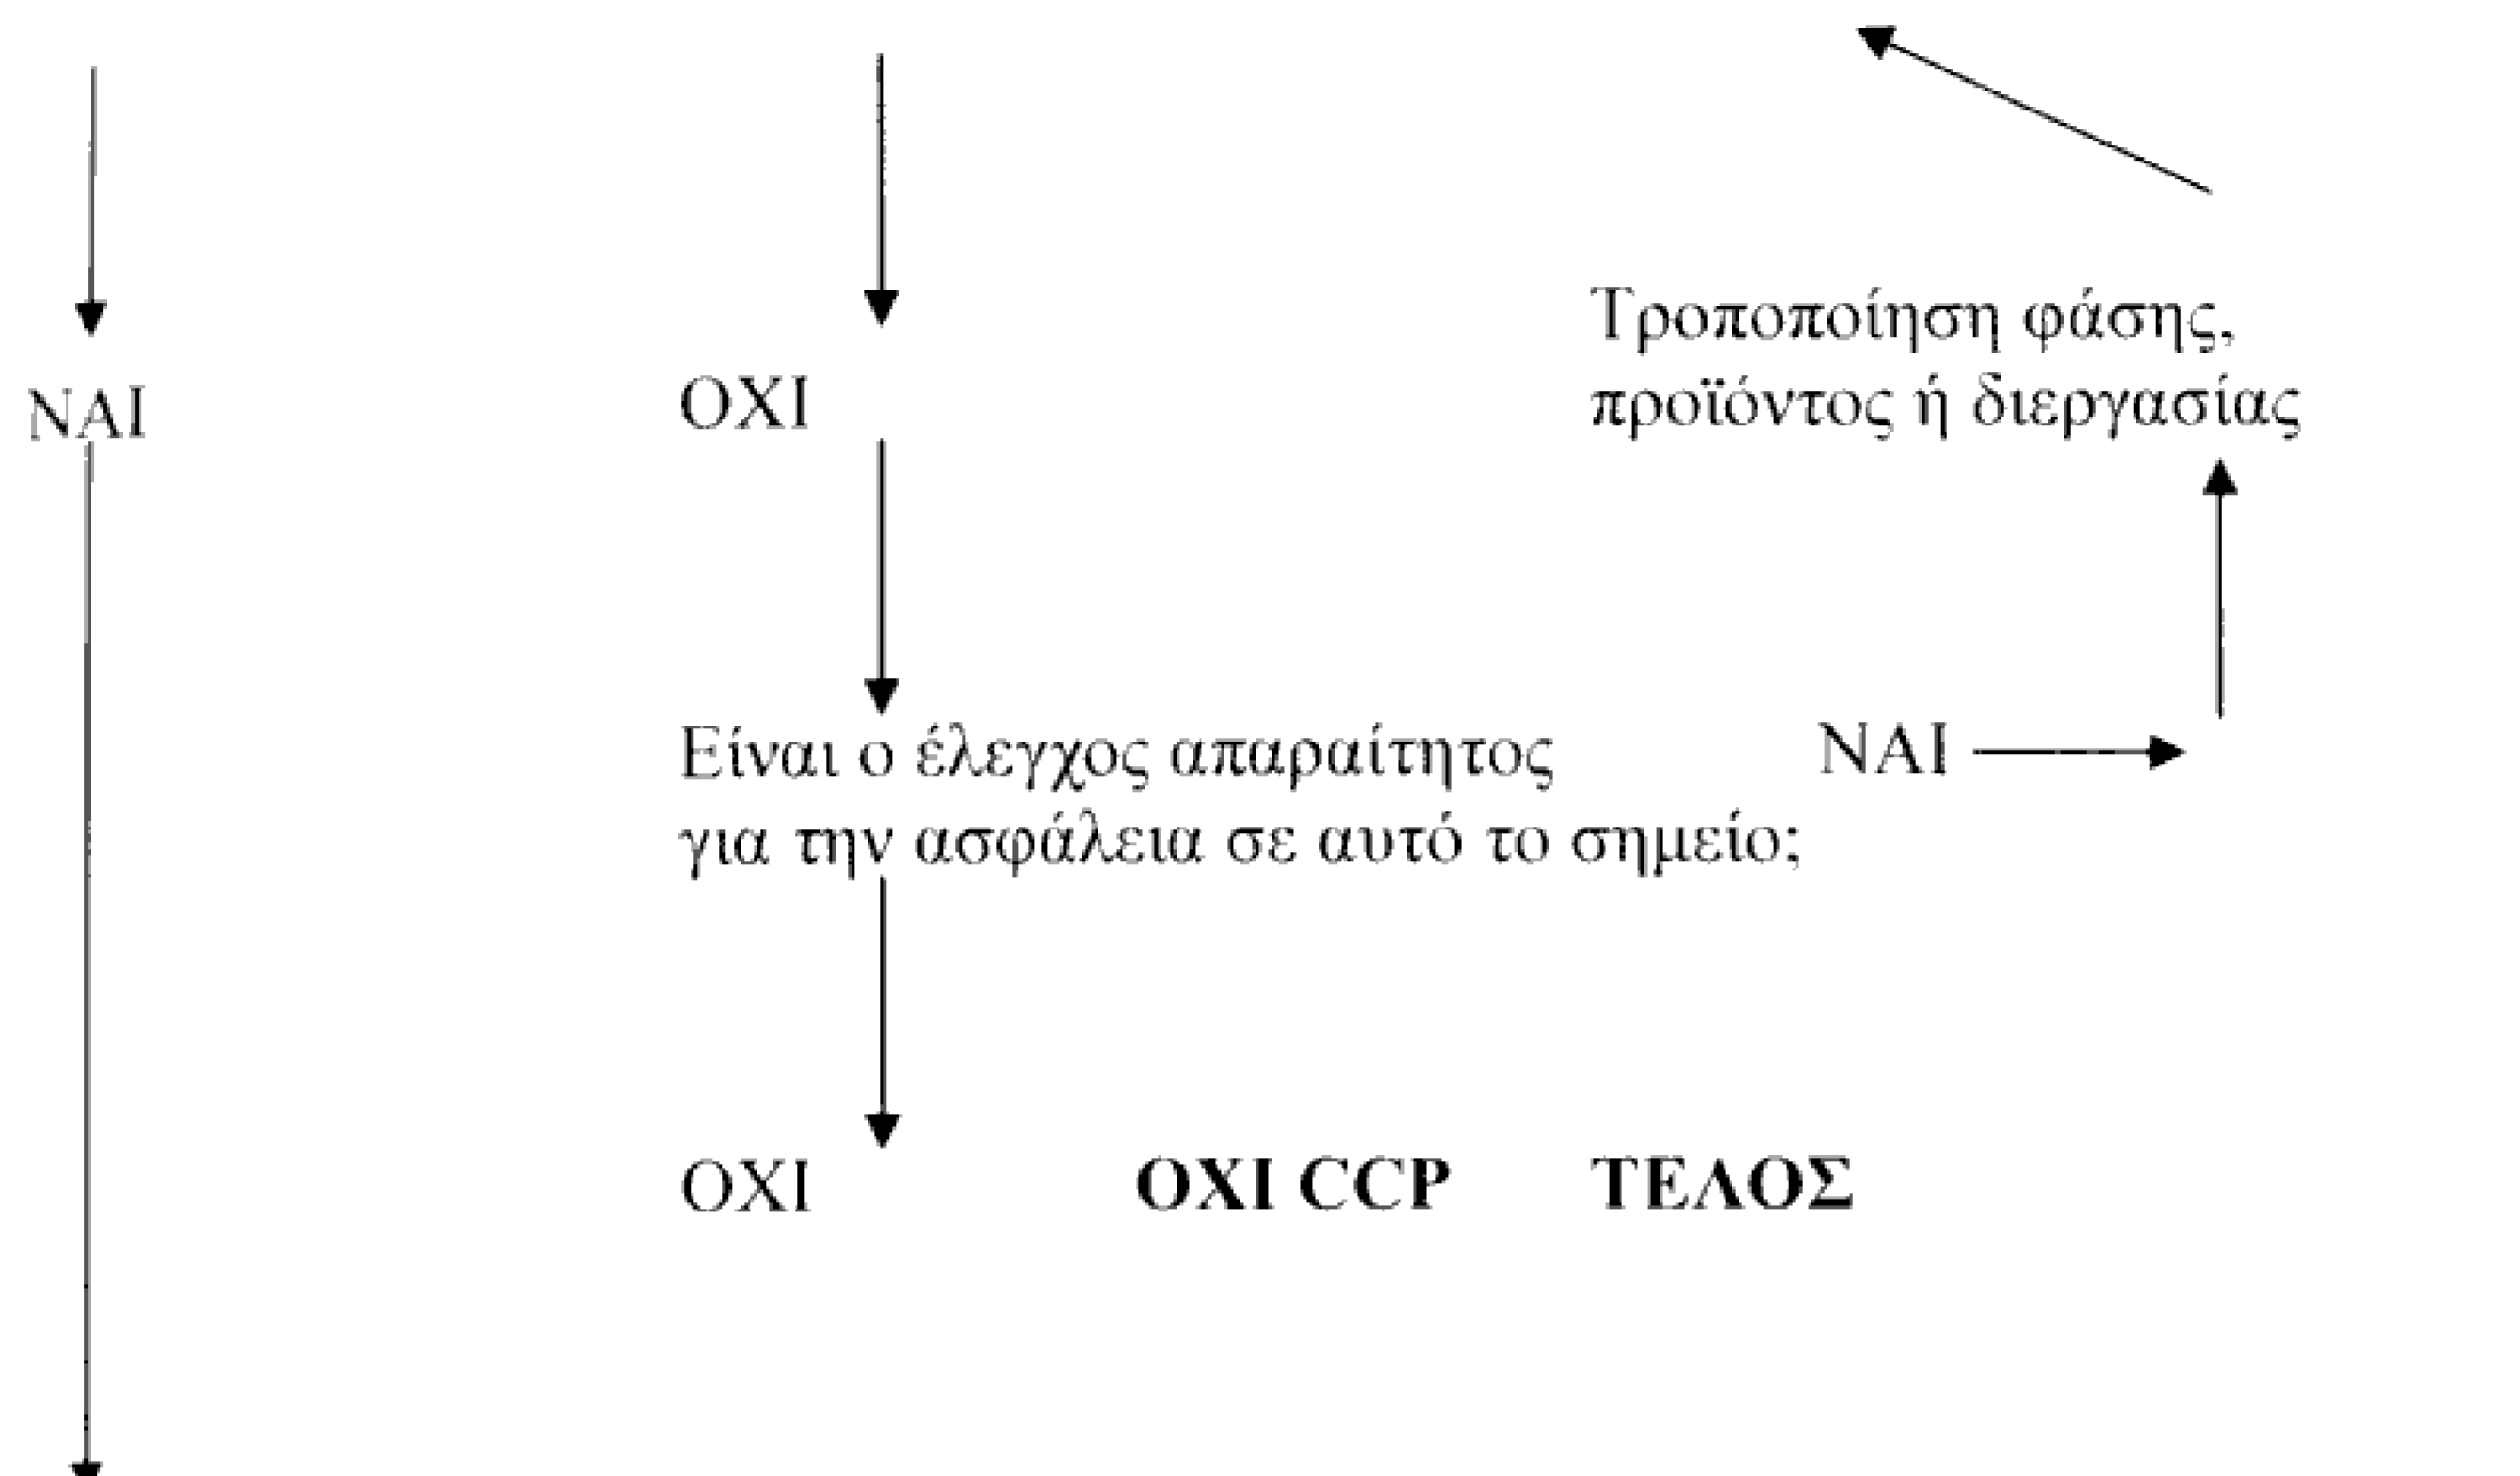 Τροποποίηση φάσης,
ΝΑΙ ΟΧΙ προϊόντος ή διεργασίας
Είναι ο έλεγχος απαραίτητος ΝΑΙ
για την ασφάλεια σε αυτό το σημείο;
ΟΧΙ ΟΧΙ CCP ΤΕΛΟΣ